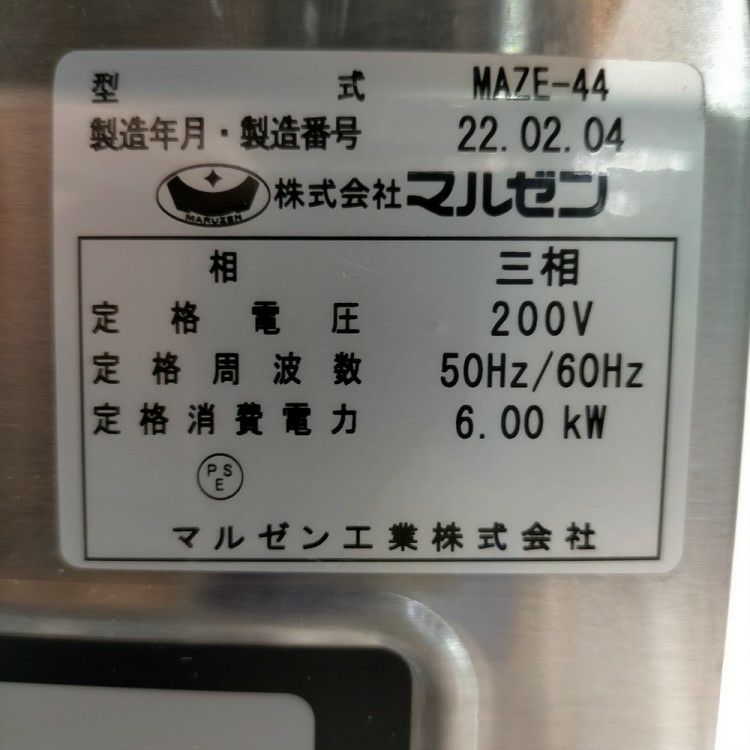 型式 MAZE-44
製造年月・製造番号 22.02.04
MARUZEN 株式会社マルゼン
相 三相
定格電圧 200V
定格周波数 50Hz/60Hz
定格消費電力 6.00 kW
PSE
マルゼン工業株式会社